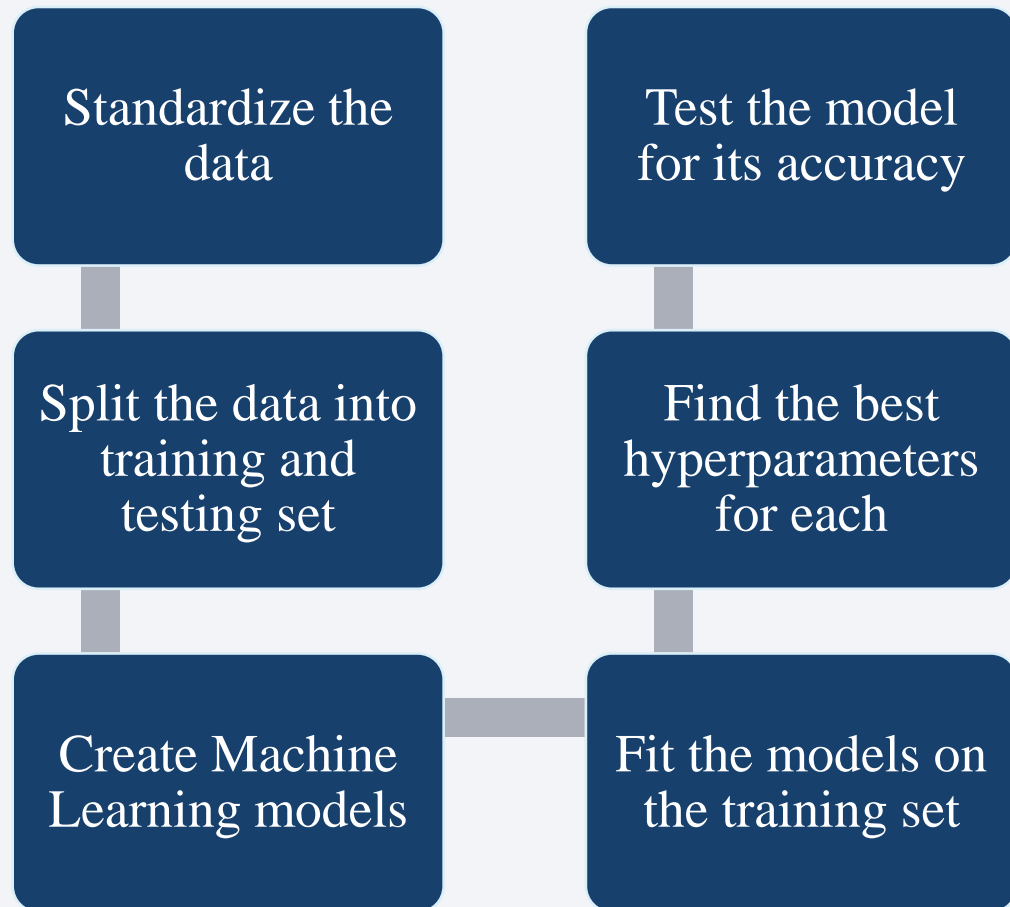 Standardize the
data
Split the data into
training and
testing set
Create Machine
Learning models
Fit the models on
the training set
Find the best
hyperparameters
for each
Test the model
for its accuracy